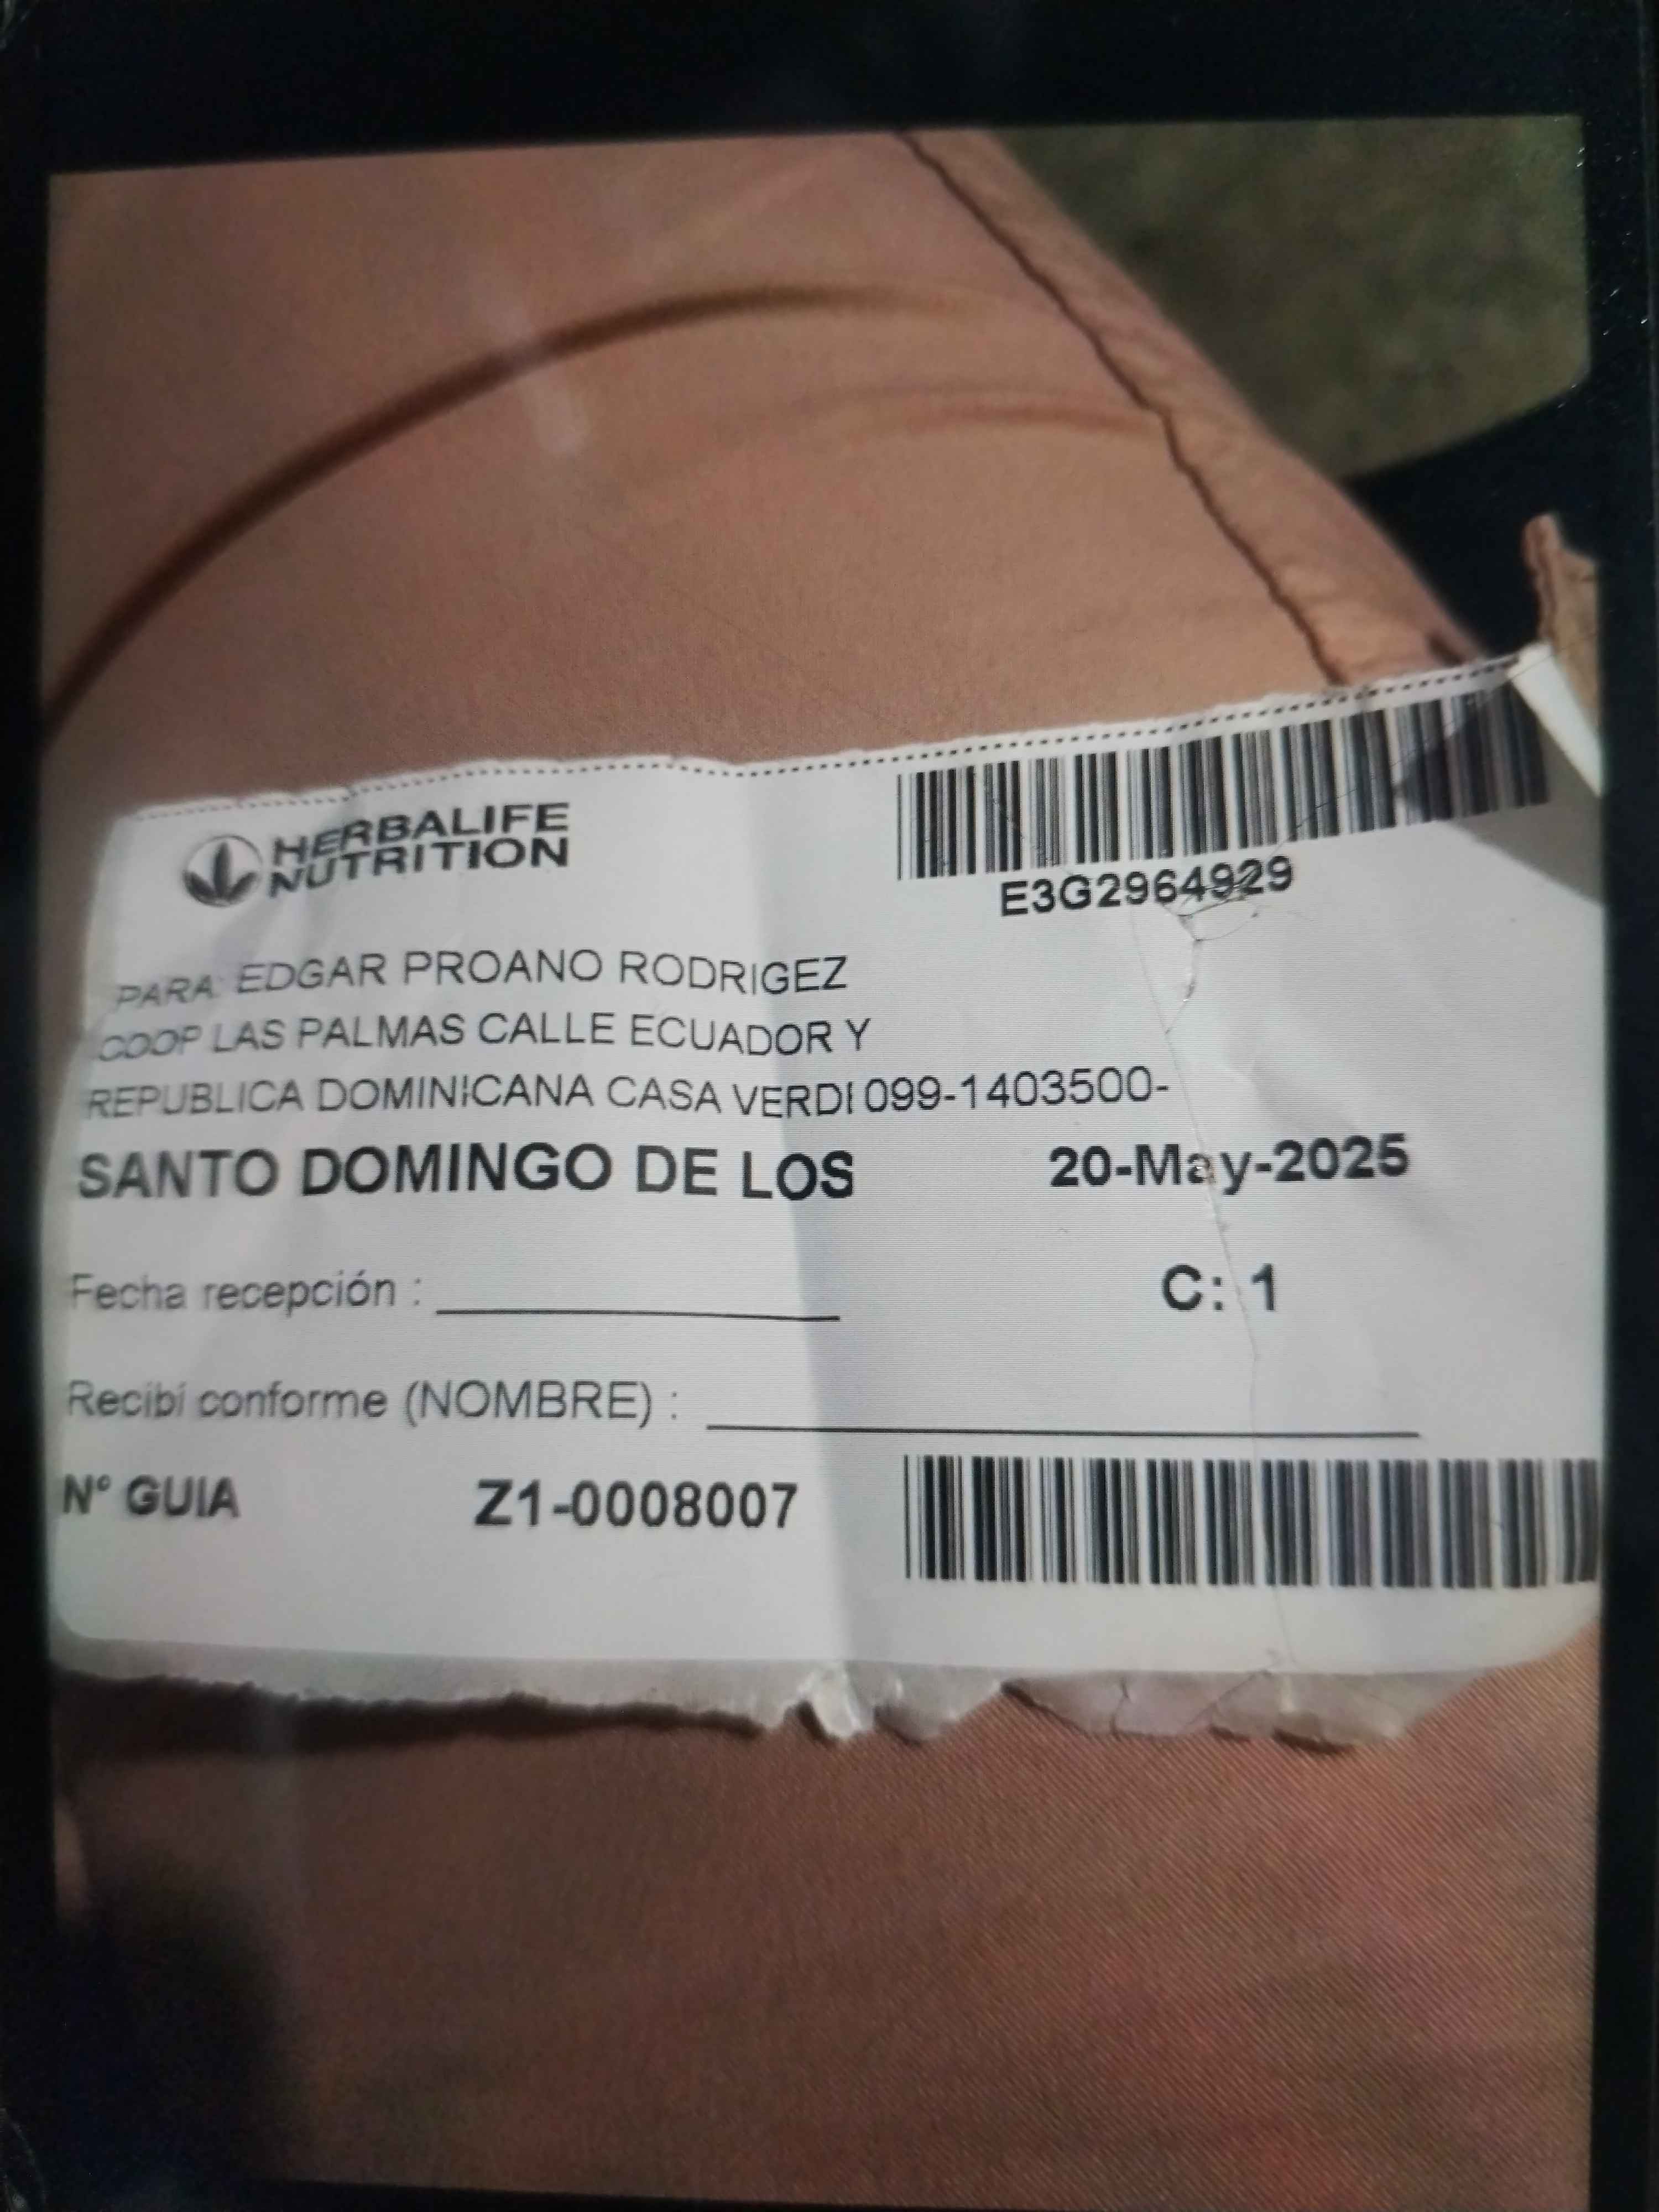 HERBALIFE
NUTRITION
E3G2964929
PARA: EDGAR PROANO RODRIGEZ
COOP LAS PALMAS CALLE ECUADOR Y
REPUBLICA DOMINICANA CASA VERDI 099-1403500-
SANTO DOMINGO DE LOS 20-May-2025
Fecha recepción : C: 1
Recibi conforme (NOMBRE) :
N° GUIA Z1-0008007